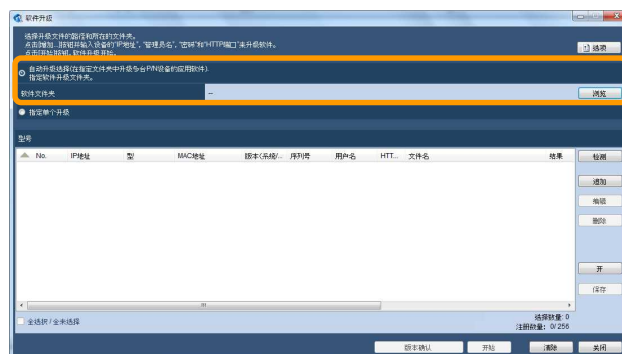 软件升级
选择升级文件的路径和所在的文件夹。
点击[增加...]按钮并输入设备的"IP地址", "管理员名", "密码"和"HTTP端口"来升级软件。
点击[开始]按钮, 软件升级开始。
选项
自动升级选择(在指定文件夹中升级每台P/N设备的应用软件).
指定软件升级文件夹。
软件文件夹 -- 浏览
指定单个升级
型号
No. IP地址 型/ MAC地址 版本(系统/... 序列号 用户名 HTT... 文件名 结果
检测
追加
编辑
删除
开
保存
全选択 / 全未选择
选择数量: 0
注册数量: 0/ 256
版本确认 开始 清除 关闭